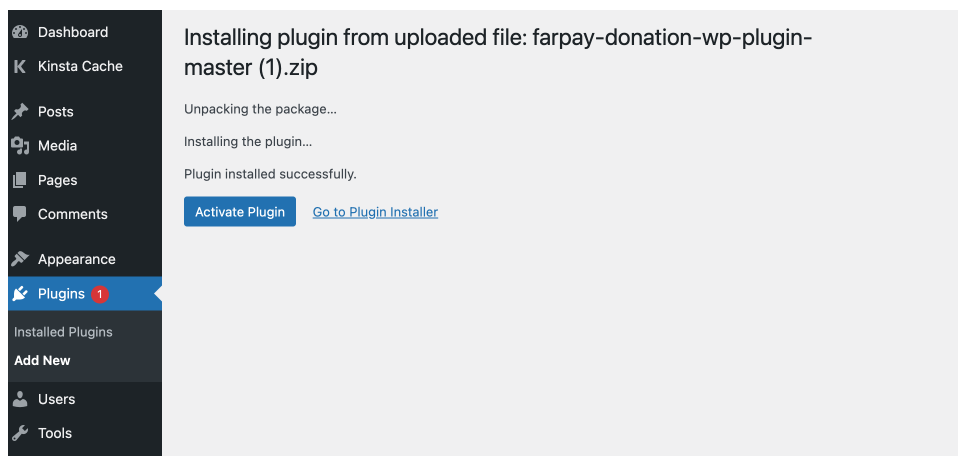 Dashboard
Kinsta Cache
Posts
Media
Pages
Comments
Appearance
Plugins 1
Installed Plugins
Add New
Users
Tools
Installing plugin from uploaded file: farpay-donation-wp-plugin-
master (1).zip
Unpacking the package…
Installing the plugin…
Plugin installed successfully.
Activate Plugin Go to Plugin Installer